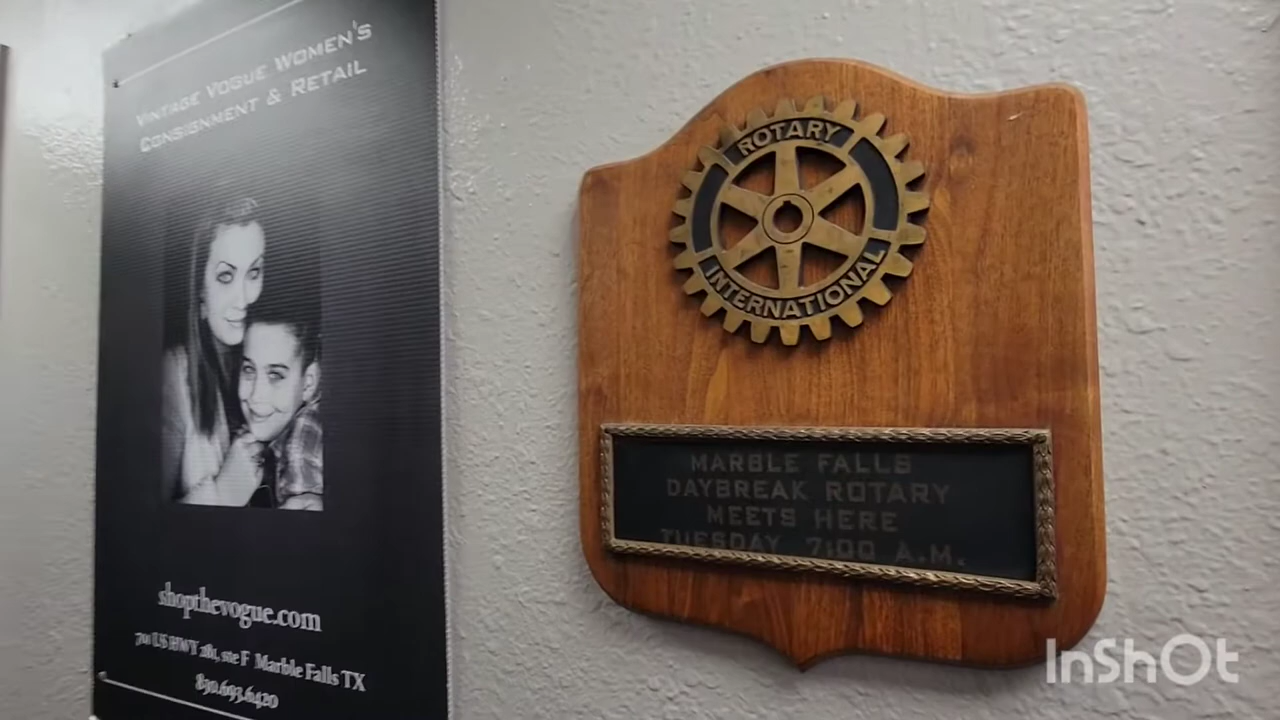 VINTAGE VOGUE WOMEN'S
CONSIGNMENT & RETAIL
shopthevogue.com
701 US HWY 281, ste F Marble Falls TX
830.693.6420
ROTARY
INTERNATIONAL
MARBLE FALLS
DAYBREAK ROTARY
MEETS HERE
TUESDAY 7:00 A.M.
InShOt